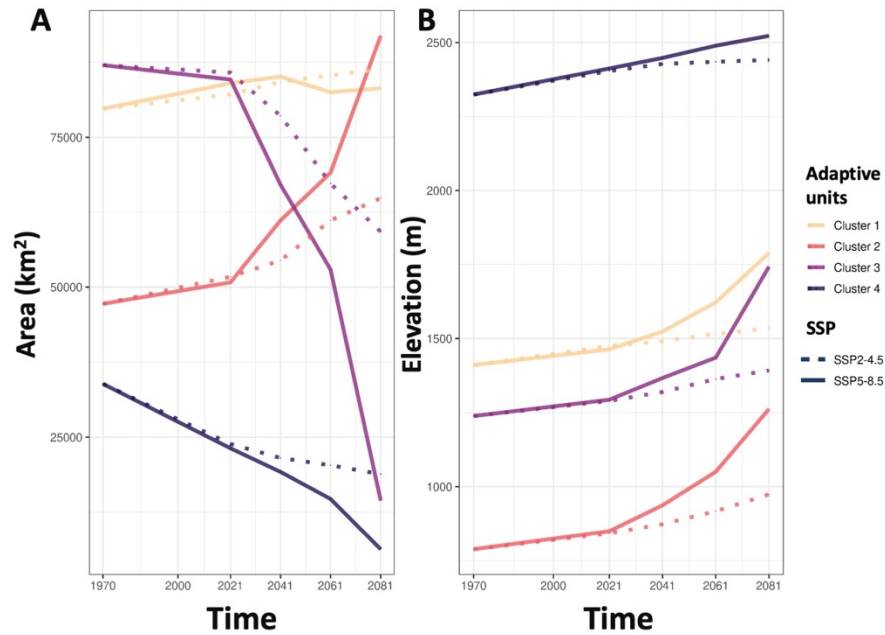 A
B
Area (km²)
75000
50000
25000
1970
2000
2021
2041
2061
2081
Time
Elevation (m)
2500
2000
1500
1000
1970
2000
2021
2041
2061
2081
Time
Adaptive
units
Cluster 1
Cluster 2
Cluster 3
Cluster 4
SSP
SSP2-4.5
SSP5-8.5